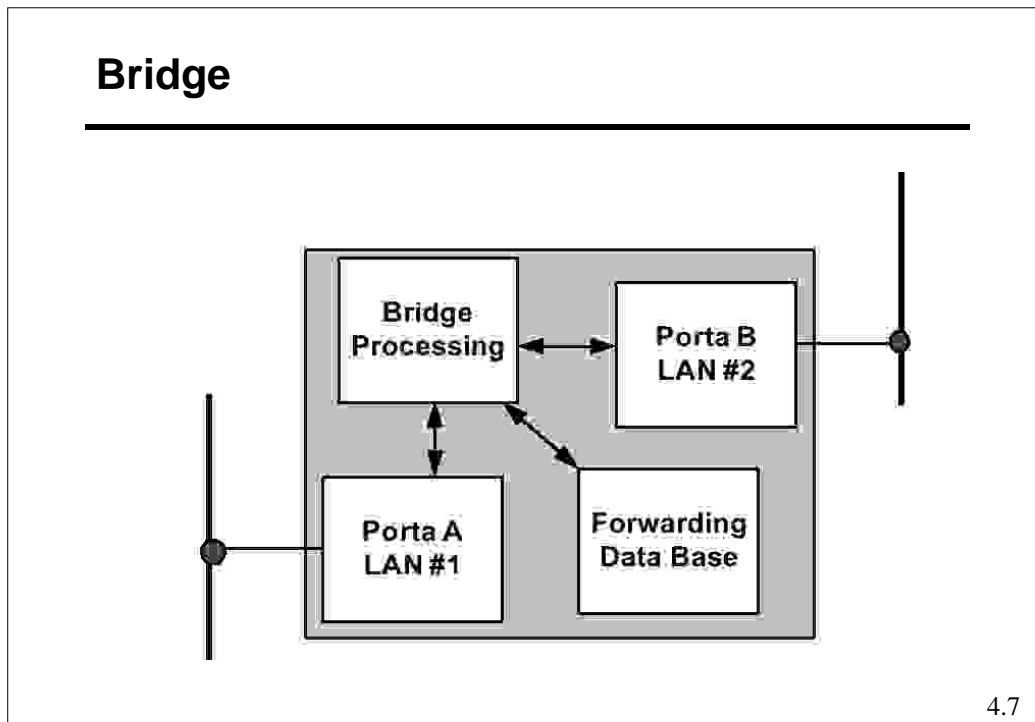 Bridge
Bridge
Processing
Porta B
LAN #2
Porta A
LAN #1
Forwarding
Data Base
4.7